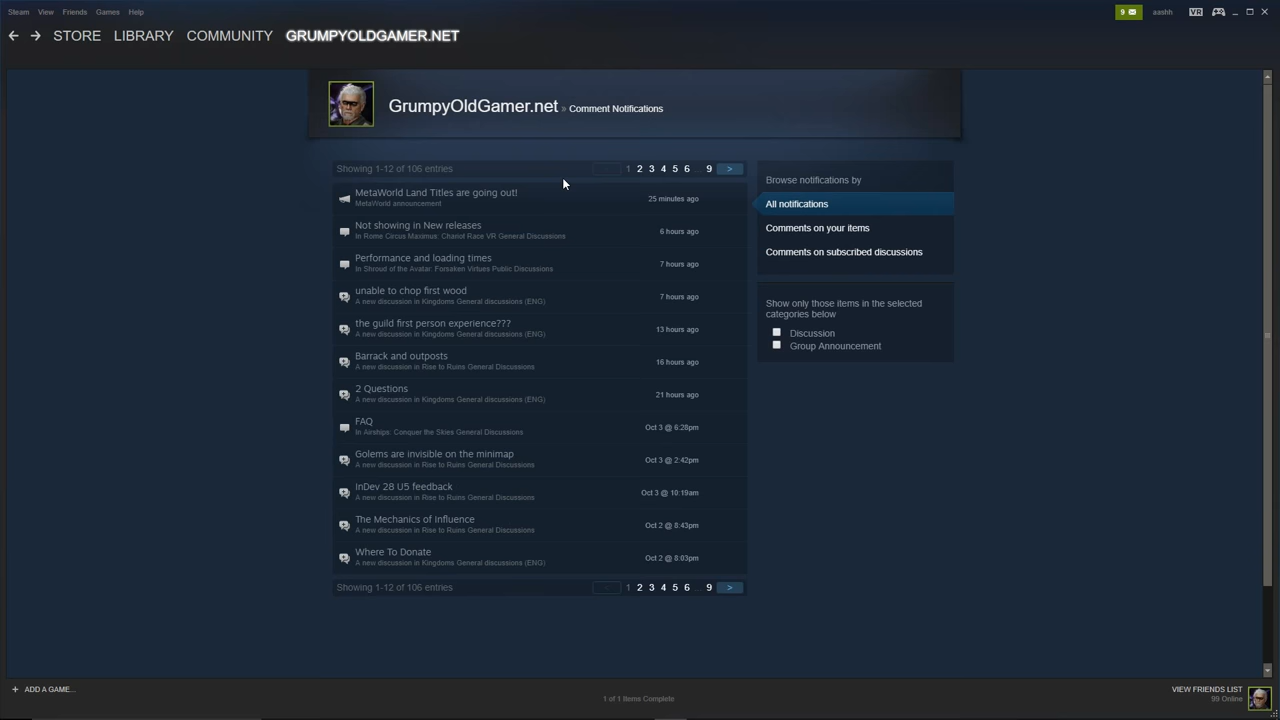 Steam View Friends Games Help
9
aashh
VR
STORE LIBRARY COMMUNITY GRUMPYOLDGAMER.NET
GrumpyOldGamer.net » Comment Notifications
Showing 1-12 of 106 entries
1 2 3 4 5 6 ... 9 >
MetaWorld Land Titles are going out!
MetaWorld announcement
25 minutes ago
Not showing in New releases
In Rome Circus Maximus: Chariot Race VR General Discussions
6 hours ago
Performance and loading times
In Shroud of the Avatar: Forsaken Virtues Public Discussions
7 hours ago
unable to chop first wood
A new discussion in Kingdoms General discussions (ENG)
7 hours ago
the guild first person experience???
A new discussion in Kingdoms General discussions (ENG)
13 hours ago
Barrack and outposts
A new discussion in Rise to Ruins General Discussions
16 hours ago
2 Questions
A new discussion in Kingdoms General discussions (ENG)
21 hours ago
FAQ
In Airships: Conquer the Skies General Discussions
Oct 3 @ 6:28pm
Golems are invisible on the minimap
A new discussion in Rise to Ruins General Discussions
Oct 3 @ 2:42pm
InDev 28 U5 feedback
A new discussion in Rise to Ruins General Discussions
Oct 3 @ 10:19am
The Mechanics of Influence
A new discussion in Rise to Ruins General Discussions
Oct 2 @ 8:43pm
Where To Donate
A new discussion in Kingdoms General discussions (ENG)
Oct 2 @ 8:03pm
Showing 1-12 of 106 entries
1 2 3 4 5 6 ... 9 >
Browse notifications by
All notifications
Comments on your items
Comments on subscribed discussions
Show only those items in the selected
categories below
Discussion
Group Announcement
+ ADD A GAME...
1 of 1 Items Complete
VIEW FRIENDS LIST
99 Online